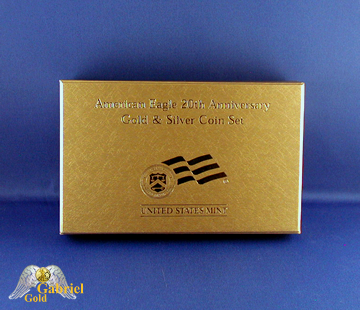 American Eagle 20th Anniversary
Gold & Silver Coin Set
UNITED STATES MINT
Gabriel
Gold